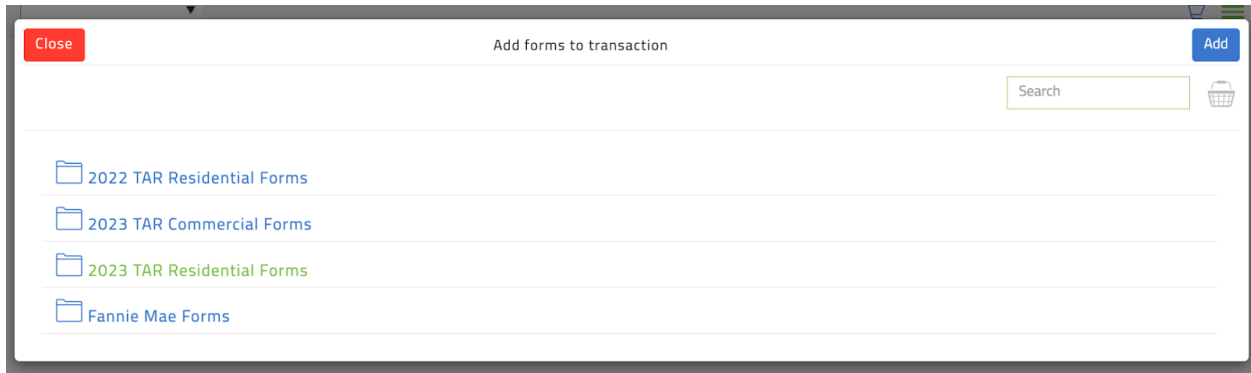 Close
Add forms to transaction
Add
Search
2022 TAR Residential Forms
2023 TAR Commercial Forms
2023 TAR Residential Forms
Fannie Mae Forms